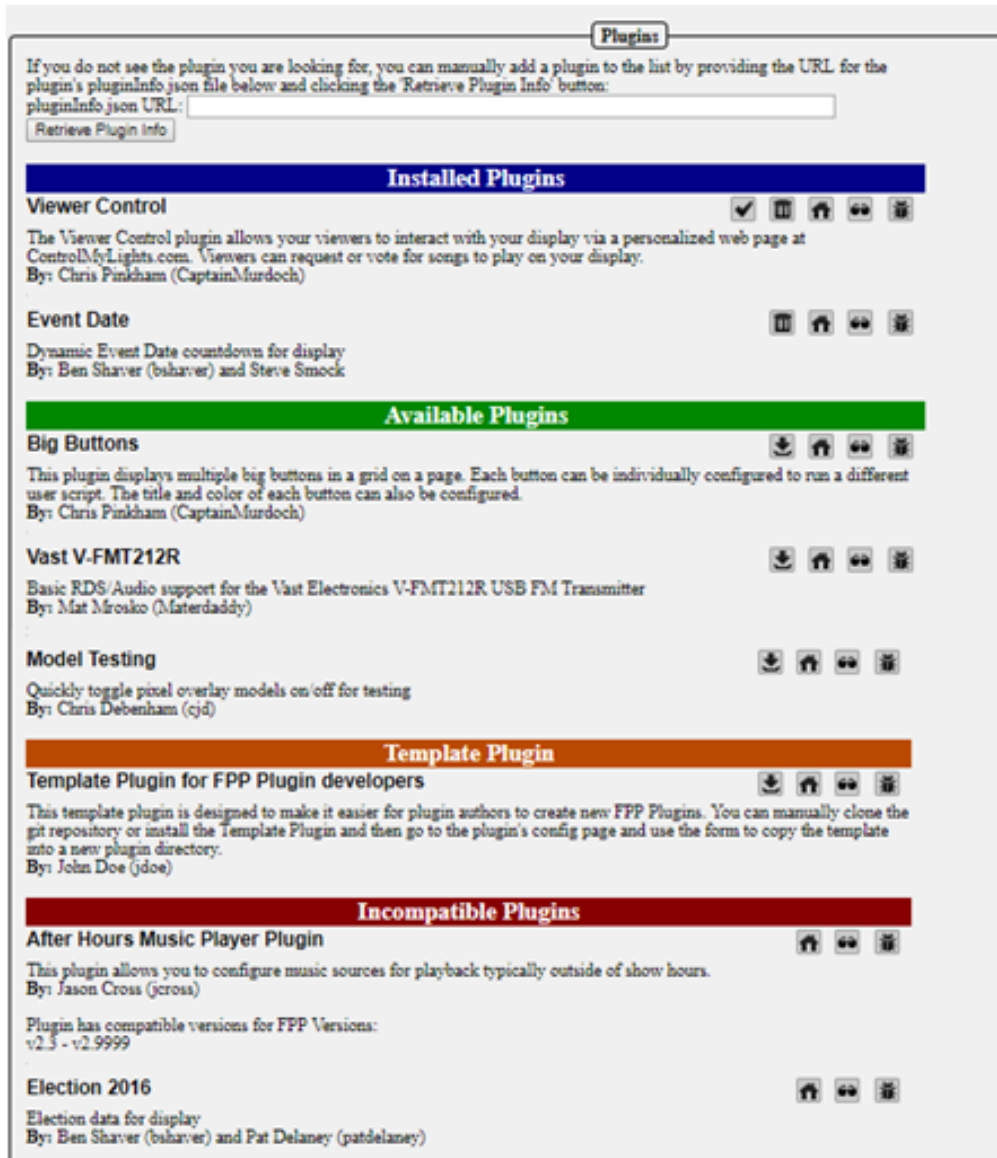 Plugins
If you do not see the plugin you are looking for, you can manually add a plugin to the list by providing the URL for the
plugin's pluginInfo.json file below and clicking the 'Retrieve Plugin Info' button:
pluginInfo.json URL:
Retrieve Plugin Info
Installed Plugins
Viewer Control
The Viewer Control plugin allows your viewers to interact with your display via a personalized web page at
ControlMyLights.com. Viewers can request or vote for songs to play on your display.
By: Chris Pinkham (CaptainMurdoch)
Event Date
Dynamic Event Date countdown for display
By: Ben Shaver (bshaver) and Steve Smock
Available Plugins
Big Buttons
This plugin displays multiple big buttons in a grid on a page. Each button can be individually configured to run a different
user script. The title and color of each button can also be configured.
By: Chris Pinkham (CaptainMurdoch)
Vast V-FMT212R
Basic RDS/Audio support for the Vast Electronics V-FMT212R USB FM Transmitter
By: Mat Mrosko (Materdaddy)
Model Testing
Quickly toggle pixel overlay models on/off for testing
By: Chris Debenham (cjd)
Template Plugin
Template Plugin for FPP Plugin developers
This template plugin is designed to make it easier for plugin authors to create new FPP Plugins. You can manually clone the
git repository or install the Template Plugin and then go to the plugin's config page and use the form to copy the template
into a new plugin directory.
By: John Doe (jdoe)
Incompatible Plugins
After Hours Music Player Plugin
This plugin allows you to configure music sources for playback typically outside of show hours.
By: Jason Cross (jcross)
Plugin has compatible versions for FPP Versions:
v2.3 - v2.9999
Election 2016
Election data for display
By: Ben Shaver (bshaver) and Pat Delaney (patdelaney)